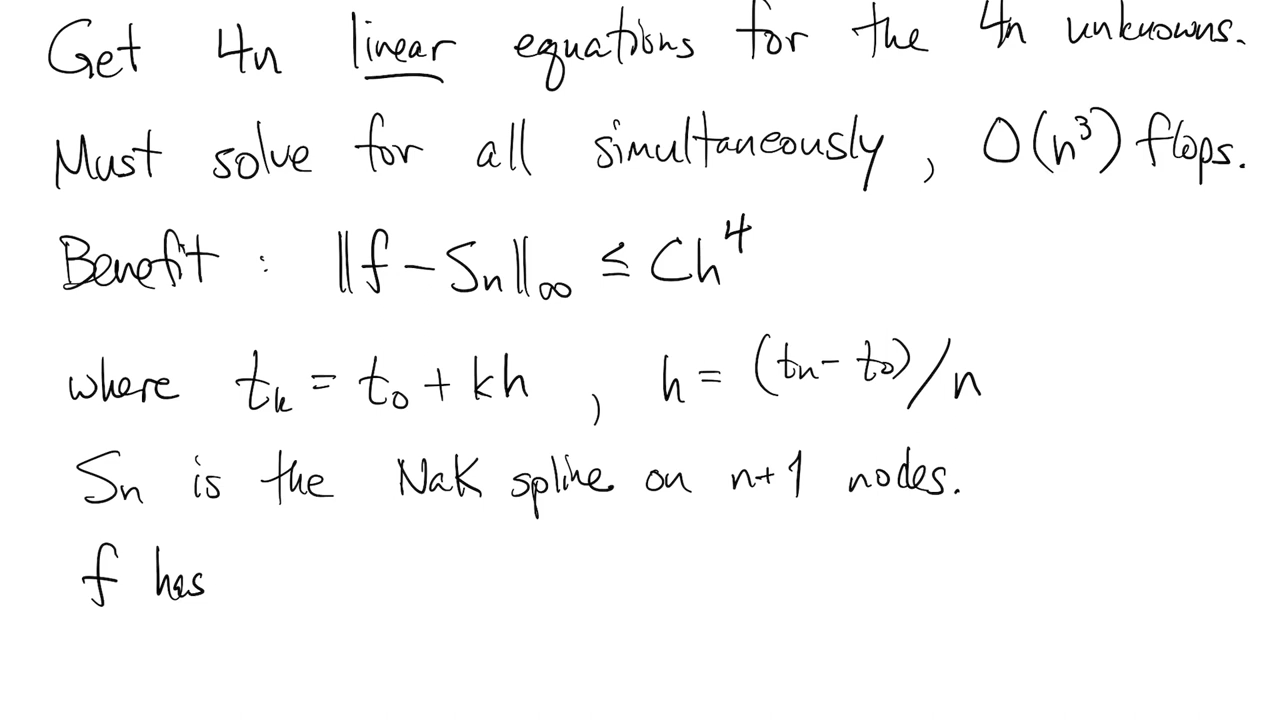 Get 4n linear equations for the 4n unknowns.
Must solve for all simultaneously, O(n³) flops.
Benefit: ‖f − Sn‖∞ ≤ Ch⁴
where tk = t0 + kh, h = (tn − t0)/n
Sn is the NaK spline on n+1 nodes.
f has